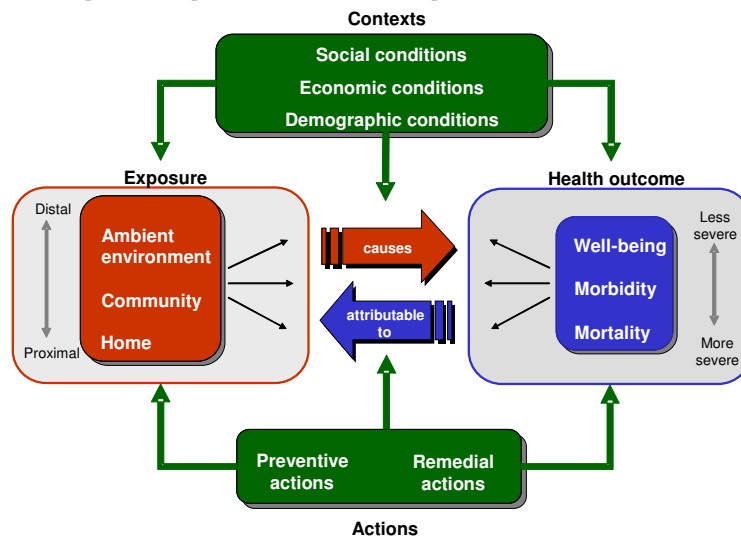 Contexts
Social conditions
Economic conditions
Demographic conditions
Exposure
Health outcome
Distal
Proximal
Ambient
environment
Community
Home
causes
attributable
to
Well-being
Morbidity
Mortality
Less
severe
More
severe
Preventive
actions
Remedial
actions
Actions